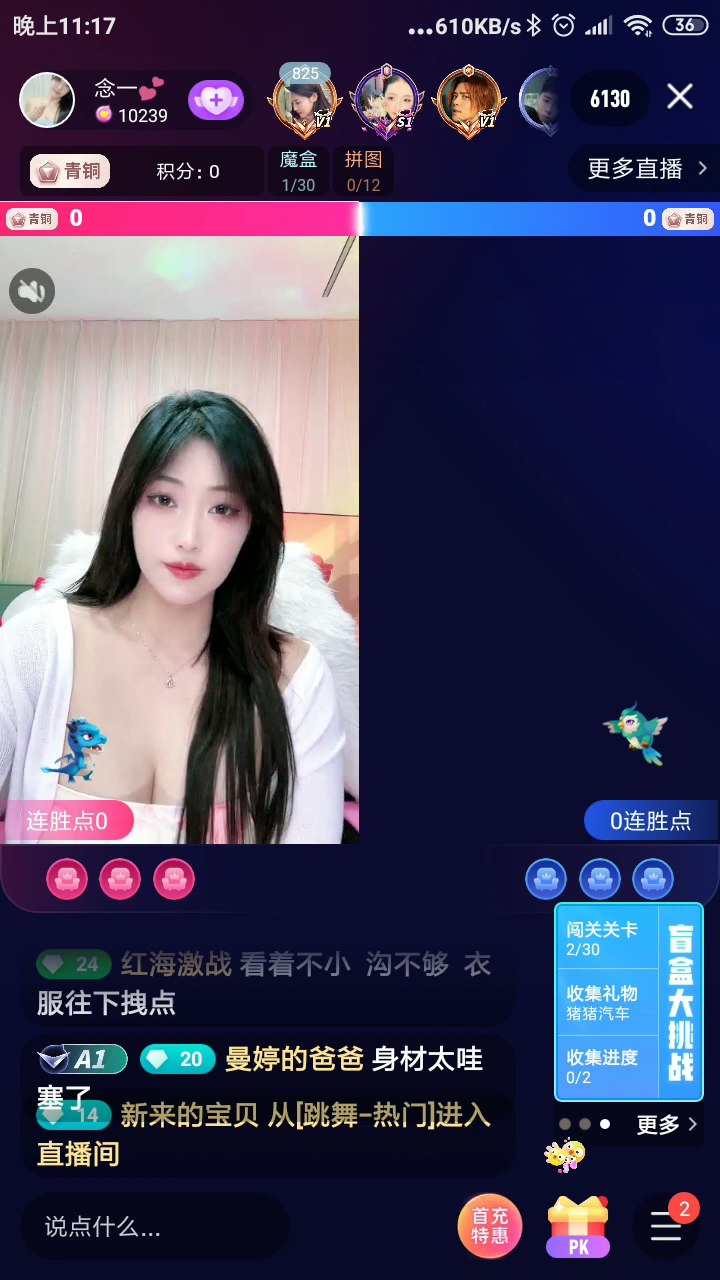 晚上11:17
...610KB/s
36
念一💕
10239
825
V1
S1
V1
6130
青铜
积分: 0
魔盒
1/30
拼图
0/12
更多直播
青铜 0
0 青铜
连胜点0
0连胜点
闯关关卡
2/30
收集礼物
猪猪汽车
收集进度
0/2
盲盒大挑战
更多
24 红海激战 看着不小 沟不够 衣
服往下拽点
A1 20 曼婷的爸爸 身材太哇
塞了
14 新来的宝贝 从[跳舞-热门]进入
直播间
说点什么...
首充
特惠
PK
2